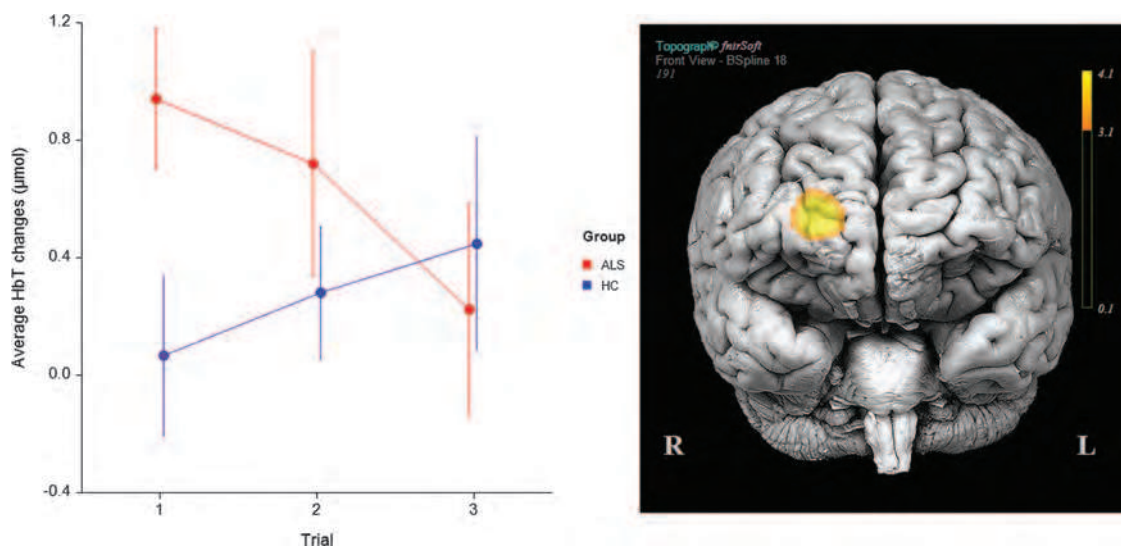 1.2
0.8
0.4
0.0
-0.4
Average HbT changes (μmol)
1
2
3
Trial
Group
ALS
HC
Topograph fnirSoft
Front View - BSpline 18
191
4.1
3.1
0.1
R
L